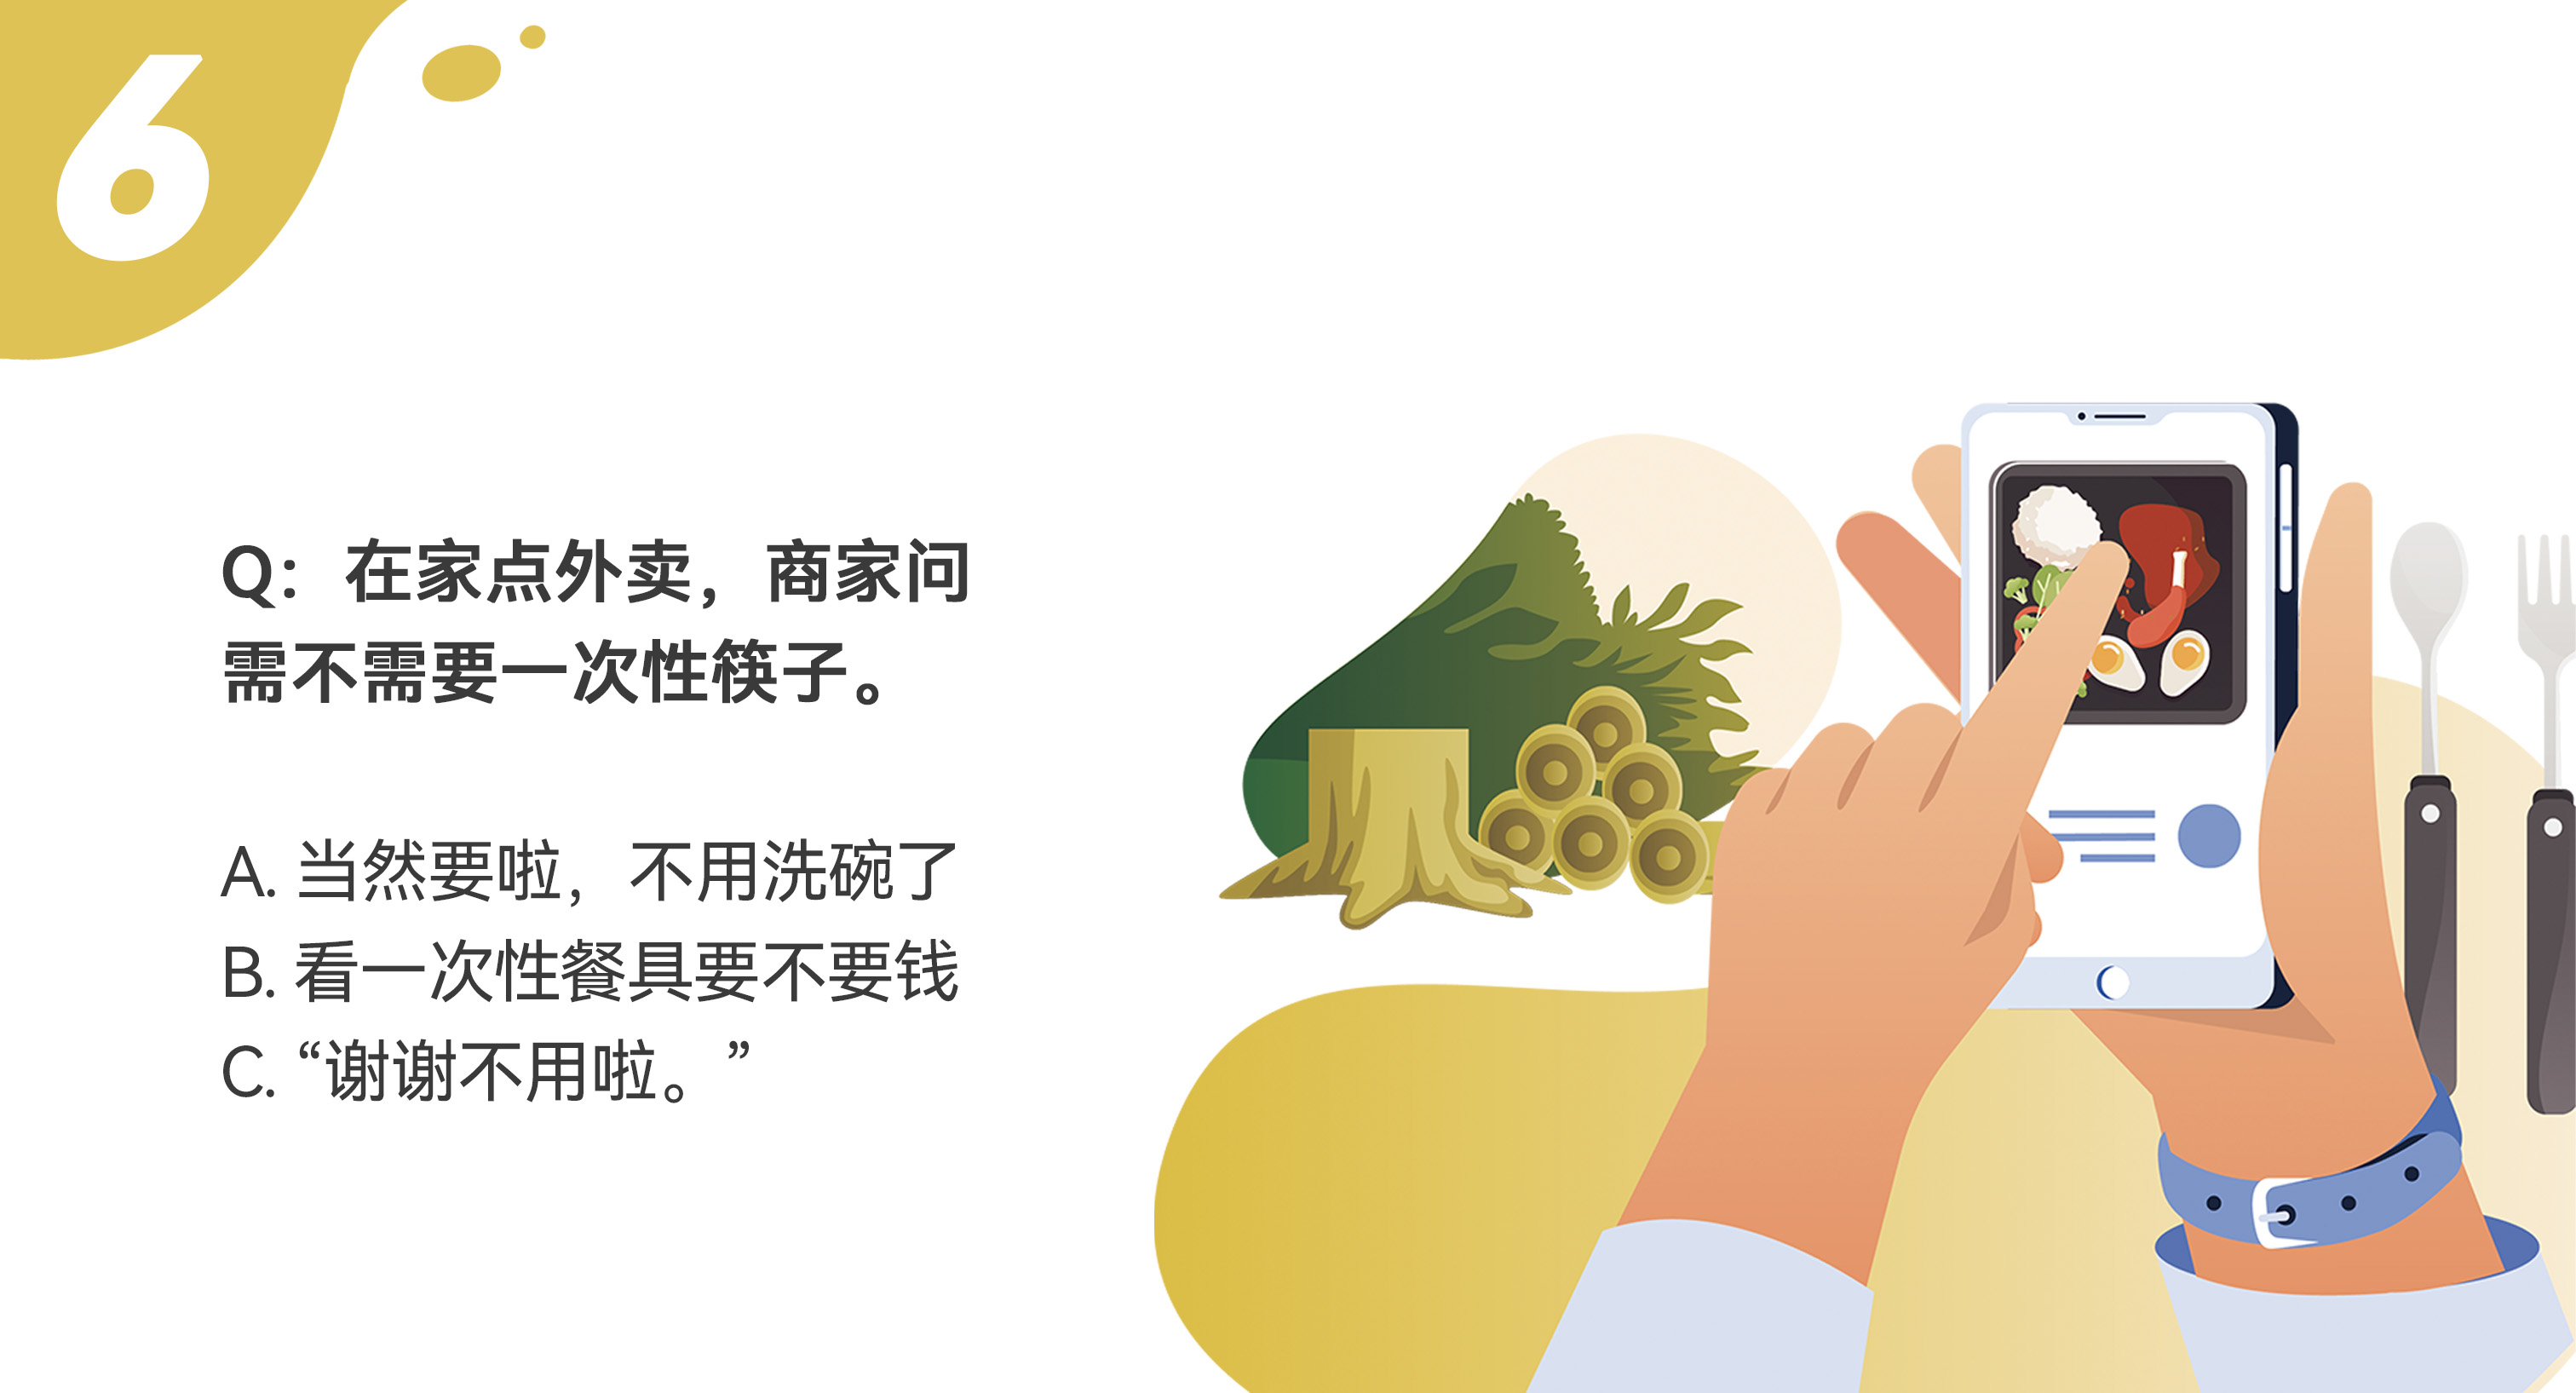 6
Q：在家点外卖，商家问
需不需要一次性筷子。
A. 当然要啦，不用洗碗了
B. 看一次性餐具要不要钱
C. “谢谢不用啦。”